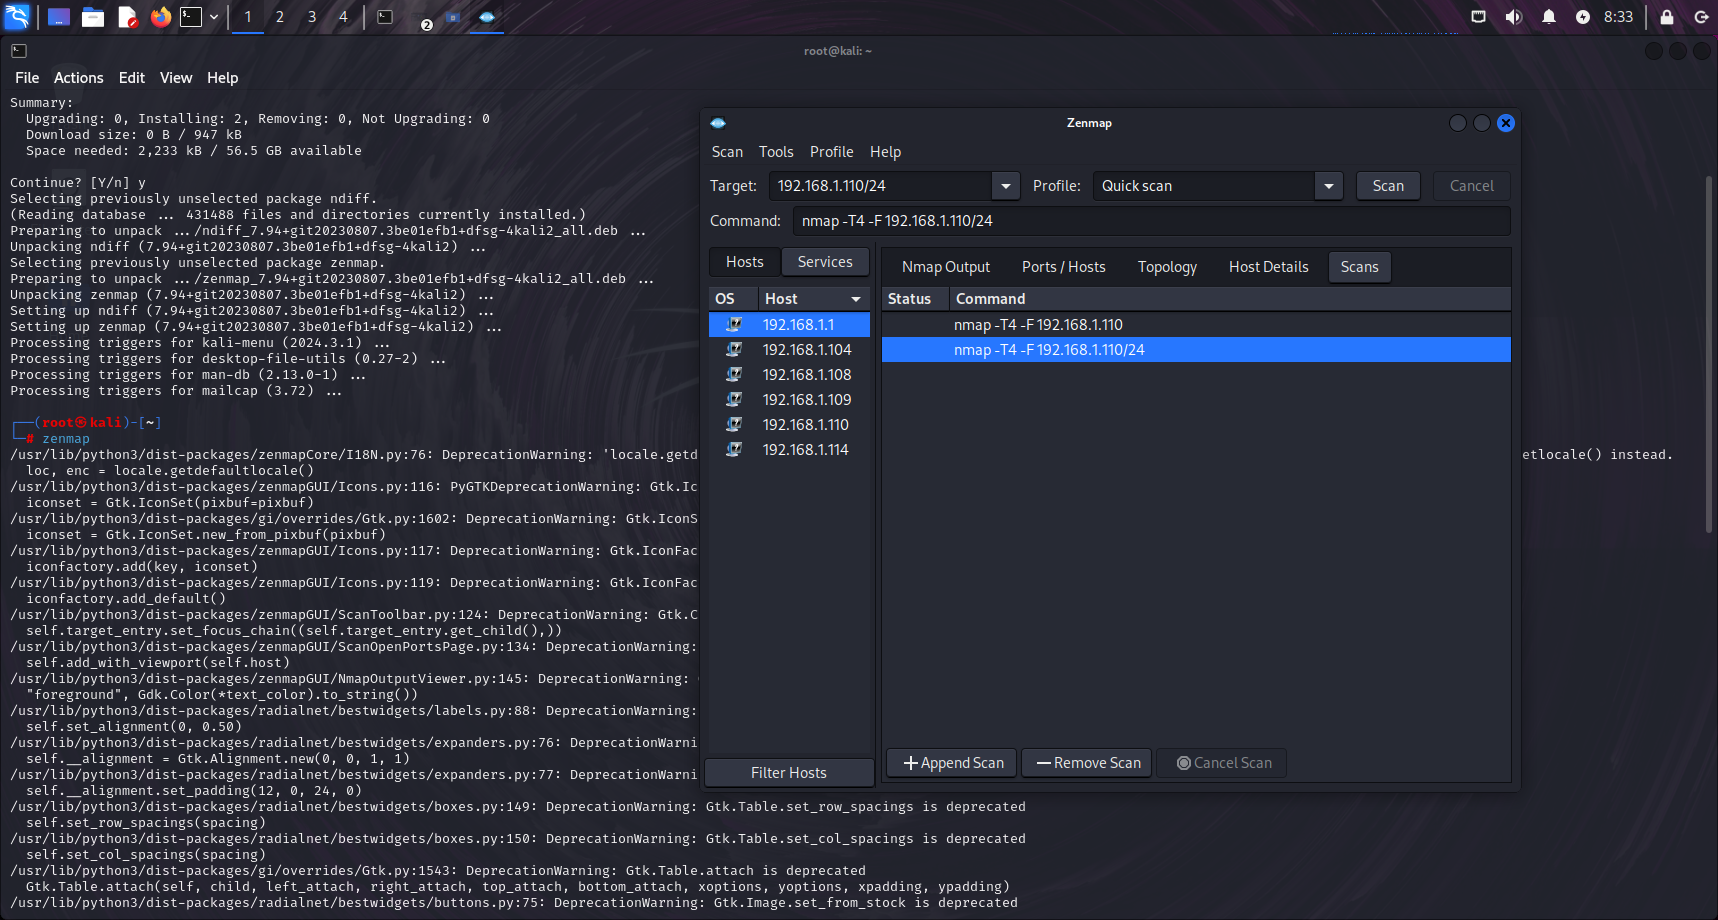 1 2 3 4
2
8:33
root@kali: ~
File Actions Edit View Help
Summary:
Upgrading: 0, Installing: 2, Removing: 0, Not Upgrading: 0
Download size: 0 B / 947 kB
Space needed: 2,233 kB / 56.5 GB available
Continue? [Y/n] y
Selecting previously unselected package ndiff.
(Reading database ... 431488 files and directories currently installed.)
Preparing to unpack .../ndiff_7.94+git20230807.3be01efb1+dfsg-4kali2_all.deb ...
Unpacking ndiff (7.94+git20230807.3be01efb1+dfsg-4kali2) ...
Selecting previously unselected package zenmap.
Preparing to unpack .../zenmap_7.94+git20230807.3be01efb1+dfsg-4kali2_all.deb ...
Unpacking zenmap (7.94+git20230807.3be01efb1+dfsg-4kali2) ...
Setting up ndiff (7.94+git20230807.3be01efb1+dfsg-4kali2) ...
Setting up zenmap (7.94+git20230807.3be01efb1+dfsg-4kali2) ...
Processing triggers for kali-menu (2024.3.1) ...
Processing triggers for desktop-file-utils (0.27-2) ...
Processing triggers for man-db (2.13.0-1) ...
Processing triggers for mailcap (3.72) ...
┌──(root㉿kali)-[~]
└─# zenmap
/usr/lib/python3/dist-packages/zenmapCore/I18N.py:76: DeprecationWarning: 'locale.getd etlocale() instead.
loc, enc = locale.getdefaultlocale()
/usr/lib/python3/dist-packages/zenmapGUI/Icons.py:116: PyGTKDeprecationWarning: Gtk.Ic
iconset = Gtk.IconSet(pixbuf=pixbuf)
/usr/lib/python3/dist-packages/gi/overrides/Gtk.py:1602: DeprecationWarning: Gtk.IconS
iconset = Gtk.IconSet.new_from_pixbuf(pixbuf)
/usr/lib/python3/dist-packages/zenmapGUI/Icons.py:117: DeprecationWarning: Gtk.IconFac
iconfactory.add(key, iconset)
/usr/lib/python3/dist-packages/zenmapGUI/Icons.py:119: DeprecationWarning: Gtk.IconFac
iconfactory.add_default()
/usr/lib/python3/dist-packages/zenmapGUI/ScanToolbar.py:124: DeprecationWarning: Gtk.C
self.target_entry.set_focus_chain((self.target_entry.get_child(),))
/usr/lib/python3/dist-packages/zenmapGUI/ScanOpenPortsPage.py:134: DeprecationWarning:
self.add_with_viewport(self.host)
/usr/lib/python3/dist-packages/zenmapGUI/NmapOutputViewer.py:145: DeprecationWarning:
"foreground", Gdk.Color(*text_color).to_string())
/usr/lib/python3/dist-packages/radialnet/bestwidgets/labels.py:88: DeprecationWarning:
self.set_alignment(0, 0.50)
/usr/lib/python3/dist-packages/radialnet/bestwidgets/expanders.py:76: DeprecationWarni
self.__alignment = Gtk.Alignment.new(0, 0, 1, 1)
/usr/lib/python3/dist-packages/radialnet/bestwidgets/expanders.py:77: DeprecationWarni
self.__alignment.set_padding(12, 0, 24, 0)
/usr/lib/python3/dist-packages/radialnet/bestwidgets/boxes.py:149: DeprecationWarning: Gtk.Table.set_row_spacings is deprecated
self.set_row_spacings(spacing)
/usr/lib/python3/dist-packages/radialnet/bestwidgets/boxes.py:150: DeprecationWarning: Gtk.Table.set_col_spacings is deprecated
self.set_col_spacings(spacing)
/usr/lib/python3/dist-packages/gi/overrides/Gtk.py:1543: DeprecationWarning: Gtk.Table.attach is deprecated
Gtk.Table.attach(self, child, left_attach, right_attach, top_attach, bottom_attach, xoptions, yoptions, xpadding, ypadding)
/usr/lib/python3/dist-packages/radialnet/bestwidgets/buttons.py:75: DeprecationWarning: Gtk.Image.set_from_stock is deprecated
Zenmap
Scan Tools Profile Help
Target: 192.168.1.110/24 Profile: Quick scan Scan Cancel
Command: nmap -T4 -F 192.168.1.110/24
Hosts Services
OS Host
192.168.1.1
192.168.1.104
192.168.1.108
192.168.1.109
192.168.1.110
192.168.1.114
Filter Hosts
Nmap Output Ports / Hosts Topology Host Details Scans
Status Command
nmap -T4 -F 192.168.1.110
nmap -T4 -F 192.168.1.110/24
Append Scan Remove Scan Cancel Scan